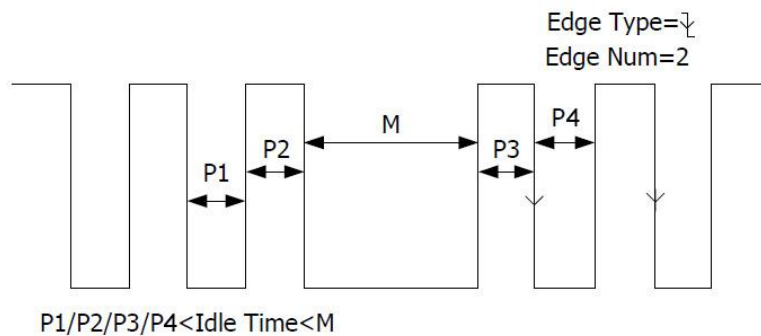 Edge Type=
Edge Num=2
M
P4
P2
P3
P1
P1/P2/P3/P4<Idle Time<M